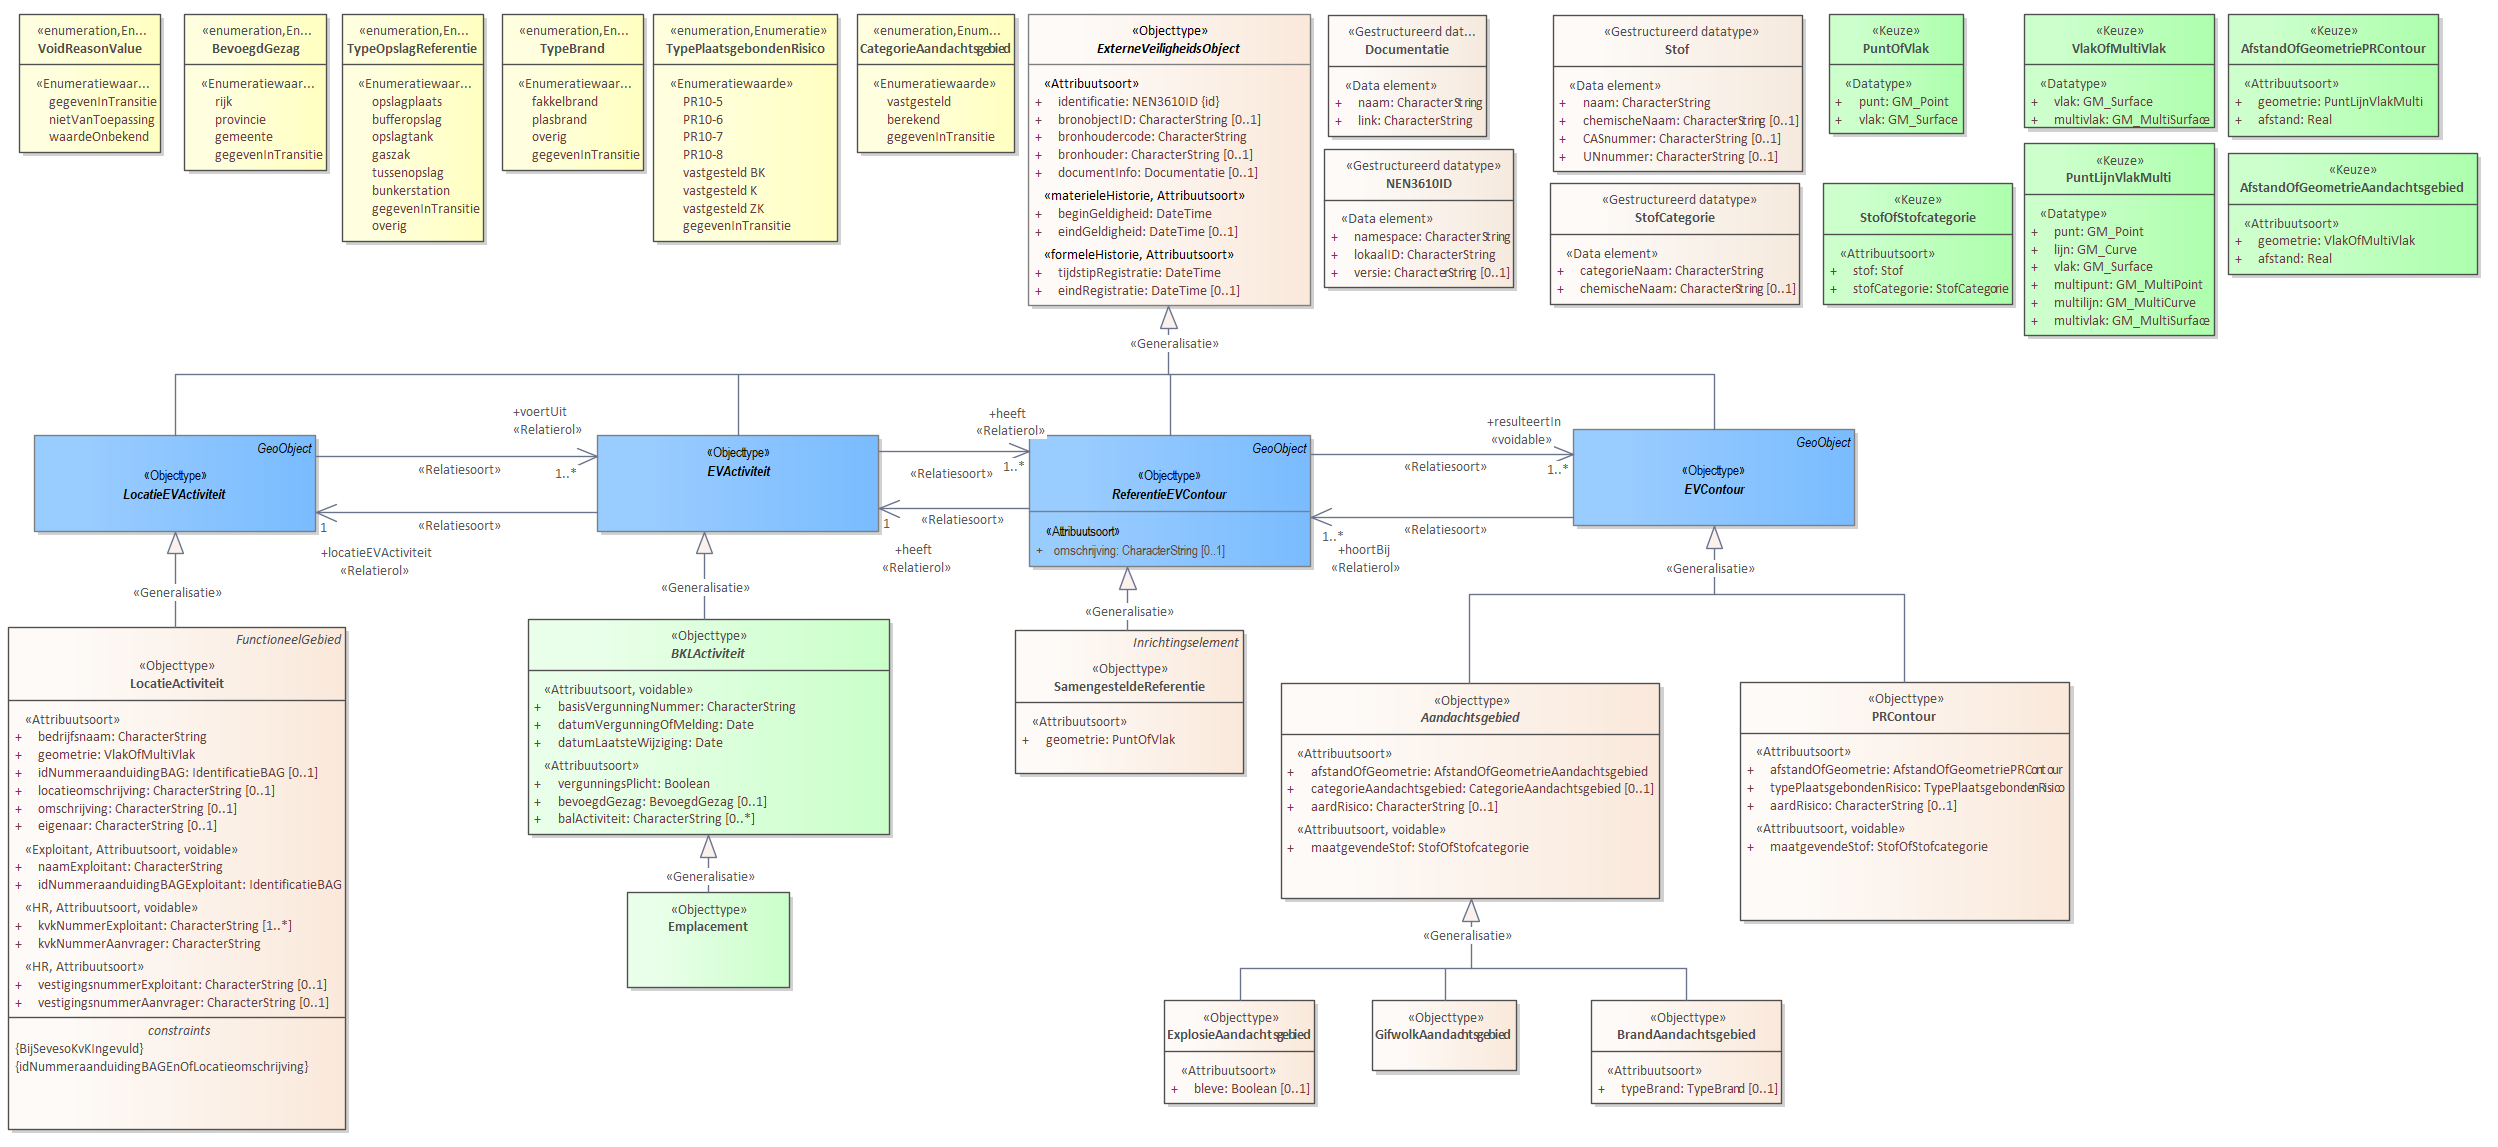 «enumeration,En...
VoidReasonValue
«Enumeratiewaar...
gegevenInTransitie
nietVanToepassing
waardeOnbekend
«enumeration,En...
BevoegdGezag
«Enumeratiewaar...
rijk
provincie
gemeente
gegevenInTransitie
«enumeration,En...
TypeOpslagReferentie
«Enumeratiewaar...
opslagplaats
bufferopslag
opslagtank
gaszak
tussenopslag
bunkerstation
gegevenInTransitie
overig
«enumeration,En...
TypeBrand
«Enumeratiewaar...
fakkelbrand
plasbrand
overig
gegevenInTransitie
«enumeration,Enumeratie»
TypePlaatsgebondenRisico
«Enumeratiewaarde»
PR10-5
PR10-6
PR10-7
PR10-8
vastgesteld BK
vastgesteld K
vastgesteld ZK
gegevenInTransitie
«enumeration,Enum...
CategorieAandachtsgebied
«Enumeratiewaarde»
vastgesteld
berekend
gegevenInTransitie
«Objecttype»
ExterneVeiligheidsObject
«Attribuutsoort»
+ identificatie: NEN3610ID {id}
+ bronobjectID: CharacterString [0..1]
+ bronhoudercode: CharacterString
+ bronhouder: CharacterString [0..1]
+ documentInfo: Documentatie [0..1]
«materieleHistorie, Attribuutsoort»
+ beginGeldigheid: DateTime
+ eindGeldigheid: DateTime [0..1]
«formeleHistorie, Attribuutsoort»
+ tijdstipRegistratie: DateTime
+ eindRegistratie: DateTime [0..1]
«Gestructureerd dat...
Documentatie
«Data element»
+ naam: CharacterString
+ link: CharacterString
«Gestructureerd datatype»
NEN3610ID
«Data element»
+ namespace: CharacterString
+ lokaalID: CharacterString
+ versie: CharacterString [0..1]
«Gestructureerd datatype»
Stof
«Data element»
+ naam: CharacterString
+ chemischeNaam: CharacterString [0..1]
+ CASnummer: CharacterString [0..1]
+ UNnummer: CharacterString [0..1]
«Gestructureerd datatype»
StofCategorie
«Data element»
+ categorieNaam: CharacterString
+ chemischeNaam: CharacterString [0..1]
«Keuze»
PuntOfVlak
«Datatype»
+ punt: GM_Point
+ vlak: GM_Surface
«Keuze»
StofOfStofcategorie
«Attribuutsoort»
+ stof: Stof
+ stofCategorie: StofCategorie
«Keuze»
VlakOfMultiVlak
«Datatype»
+ vlak: GM_Surface
+ multivlak: GM_MultiSurface
«Keuze»
PuntLijnVlakMulti
«Datatype»
+ punt: GM_Point
+ lijn: GM_Curve
+ vlak: GM_Surface
+ multipunt: GM_MultiPoint
+ multilijn: GM_MultiCurve
+ multivlak: GM_MultiSurface
«Keuze»
AfstandOfGeometriePRContour
«Attribuutsoort»
+ geometrie: PuntLijnVlakMulti
+ afstand: Real
«Keuze»
AfstandOfGeometrieAandachtsgebied
«Attribuutsoort»
+ geometrie: VlakOfMultiVlak
+ afstand: Real
«Generalisatie»
GeoObject
«Objecttype»
LocatieEVActiviteit
+voertUit
«Relatierol»
«Relatiesoort»
1..*
«Relatiesoort»
1
+locatieEVActiviteit
«Relatierol»
«Objecttype»
EVActiviteit
+heeft
«Relatierol»
1..*
«Relatiesoort»
«Relatiesoort»
1
+heeft
«Relatierol»
GeoObject
«Objecttype»
ReferentieEVContour
«Attribuutsoort»
+ omschrijving: CharacterString [0..1]
+resulteertIn
«voidable»
«Relatiesoort»
1..*
«Relatiesoort»
1..*
+hoortBij
«Relatierol»
GeoObject
«Objecttype»
EVContour
«Generalisatie»
«Generalisatie»
«Generalisatie»
«Generalisatie»
FunctioneelGebied
«Objecttype»
LocatieActiviteit
«Attribuutsoort»
+ bedrijfsnaam: CharacterString
+ geometrie: VlakOfMultiVlak
+ idNummeraanduidingBAG: IdentificatieBAG [0..1]
+ locatieomschrijving: CharacterString [0..1]
+ omschrijving: CharacterString [0..1]
+ eigenaar: CharacterString [0..1]
«Exploitant, Attribuutsoort, voidable»
+ naamExploitant: CharacterString
+ idNummeraanduidingBAGExploitant: IdentificatieBAG
«HR, Attribuutsoort, voidable»
+ kvkNummerExploitant: CharacterString [1..*]
+ kvkNummerAanvrager: CharacterString
«HR, Attribuutsoort»
+ vestigingsnummerExploitant: CharacterString [0..1]
+ vestigingsnummerAanvrager: CharacterString [0..1]
constraints
{BijSevesoKvKIngevuld}
{idNummeraanduidingBAGEnOfLocatieomschrijving}
«Objecttype»
BKLActiviteit
«Attribuutsoort, voidable»
+ basisVergunningNummer: CharacterString
+ datumVergunningOfMelding: Date
+ datumLaatsteWijziging: Date
«Attribuutsoort»
+ vergunningsPlicht: Boolean
+ bevoegdGezag: BevoegdGezag [0..1]
+ balActiviteit: CharacterString [0..*]
«Generalisatie»
«Objecttype»
Emplacement
Inrichtingselement
«Objecttype»
SamengesteldeReferentie
«Attribuutsoort»
+ geometrie: PuntOfVlak
«Objecttype»
Aandachtsgebied
«Attribuutsoort»
+ afstandOfGeometrie: AfstandOfGeometrieAandachtsgebied
+ categorieAandachtsgebied: CategorieAandachtsgebied [0..1]
+ aardRisico: CharacterString [0..1]
«Attribuutsoort, voidable»
+ maatgevendeStof: StofOfStofcategorie
«Objecttype»
PRContour
«Attribuutsoort»
+ afstandOfGeometrie: AfstandOfGeometriePRContour
+ typePlaatsgebondenRisico: TypePlaatsgebondenRisico
+ aardRisico: CharacterString [0..1]
«Attribuutsoort, voidable»
+ maatgevendeStof: StofOfStofcategorie
«Generalisatie»
«Objecttype»
ExplosieAandachtsgebied
«Attribuutsoort»
+ bleve: Boolean [0..1]
«Objecttype»
GifwolkAandachtsgebied
«Objecttype»
BrandAandachtsgebied
«Attribuutsoort»
+ typeBrand: TypeBrand [0..1]